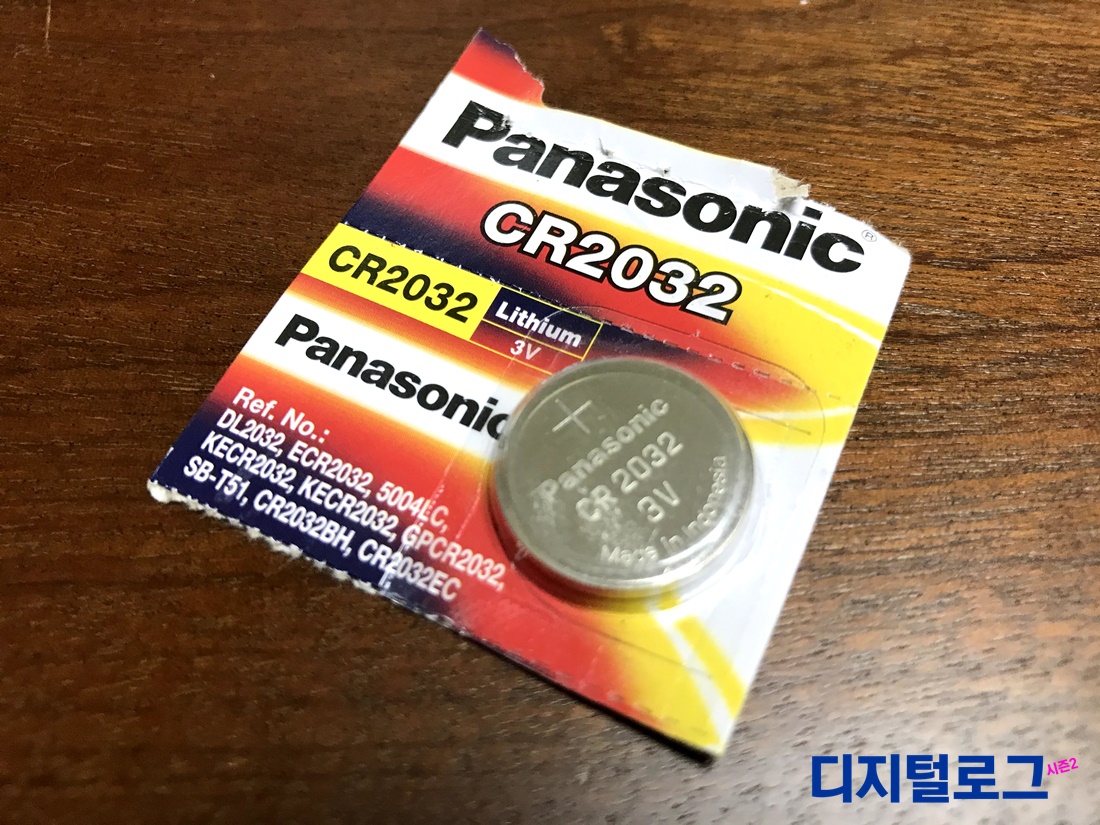 Panasonic®
CR2032
CR2032
Lithium
3V
Panasonic
Ref. No.:
DL2032, ECR2032, 5004LC,
KECR2032, KECR2032, GPCR2032,
SB-T51, CR2032BH, CR2032EC
+
Panasonic
CR 2032
3V
Made in Indonesia
디지털로그 시즌2